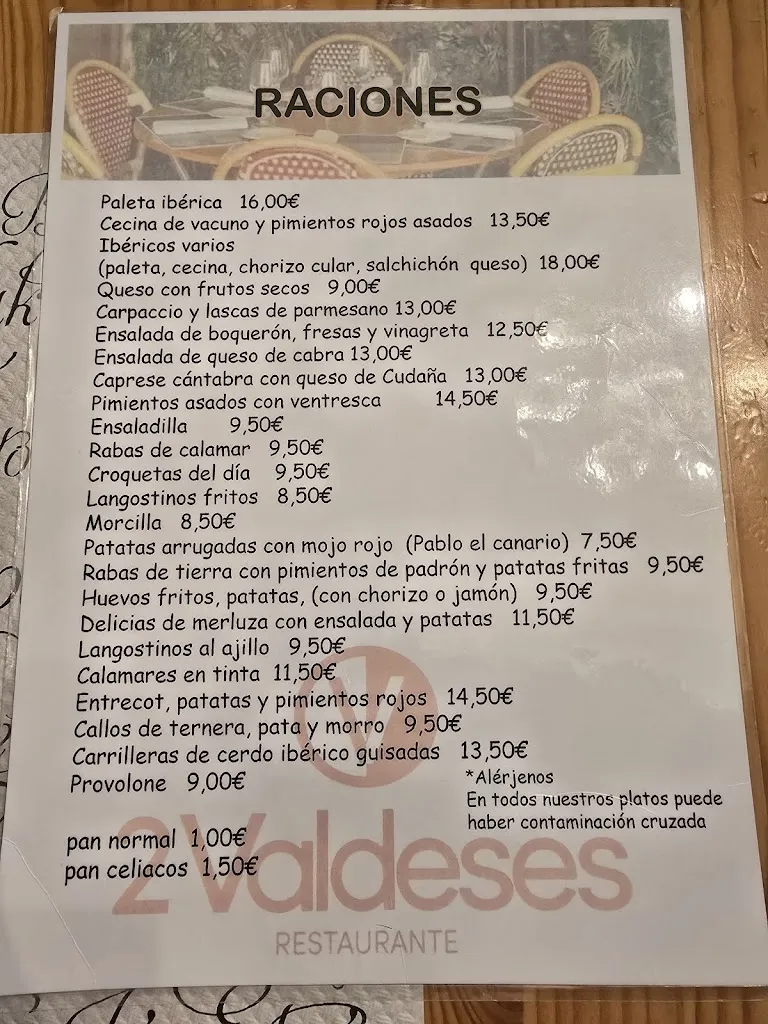 RACIONES
Paleta ibérica 16,00€
Cecina de vacuno y pimientos rojos asados 13,50€
Ibéricos varios
(paleta, cecina, chorizo cular, salchichón queso) 18,00€
Queso con frutos secos 9,00€
Carpaccio y lascas de parmesano 13,00€
Ensalada de boquerón, fresas y vinagreta 12,50€
Ensalada de queso de cabra 13,00€
Caprese cántabra con queso de Cudaña 13,00€
Pimientos asados con ventresca 14,50€
Ensaladilla 9,50€
Rabas de calamar 9,50€
Croquetas del día 9,50€
Langostinos fritos 8,50€
Morcilla 8,50€
Patatas arrugadas con mojo rojo (Pablo el canario) 7,50€
Rabas de tierra con pimientos de padrón y patatas fritas 9,50€
Huevos fritos, patatas, (con chorizo o jamón) 9,50€
Delicias de merluza con ensalada y patatas 11,50€
Langostinos al ajillo 9,50€
Calamares en tinta 11,50€
Entrecot, patatas y pimientos rojos 14,50€
Callos de ternera, pata y morro 9,50€
Carrilleras de cerdo ibérico guisadas 13,50€
Provolone 9,00€
*Alérjenos
En todos nuestros platos puede
haber contaminación cruzada
pan normal 1,00€
pan celiacos 1,50€
2 Valdeses
RESTAURANTE